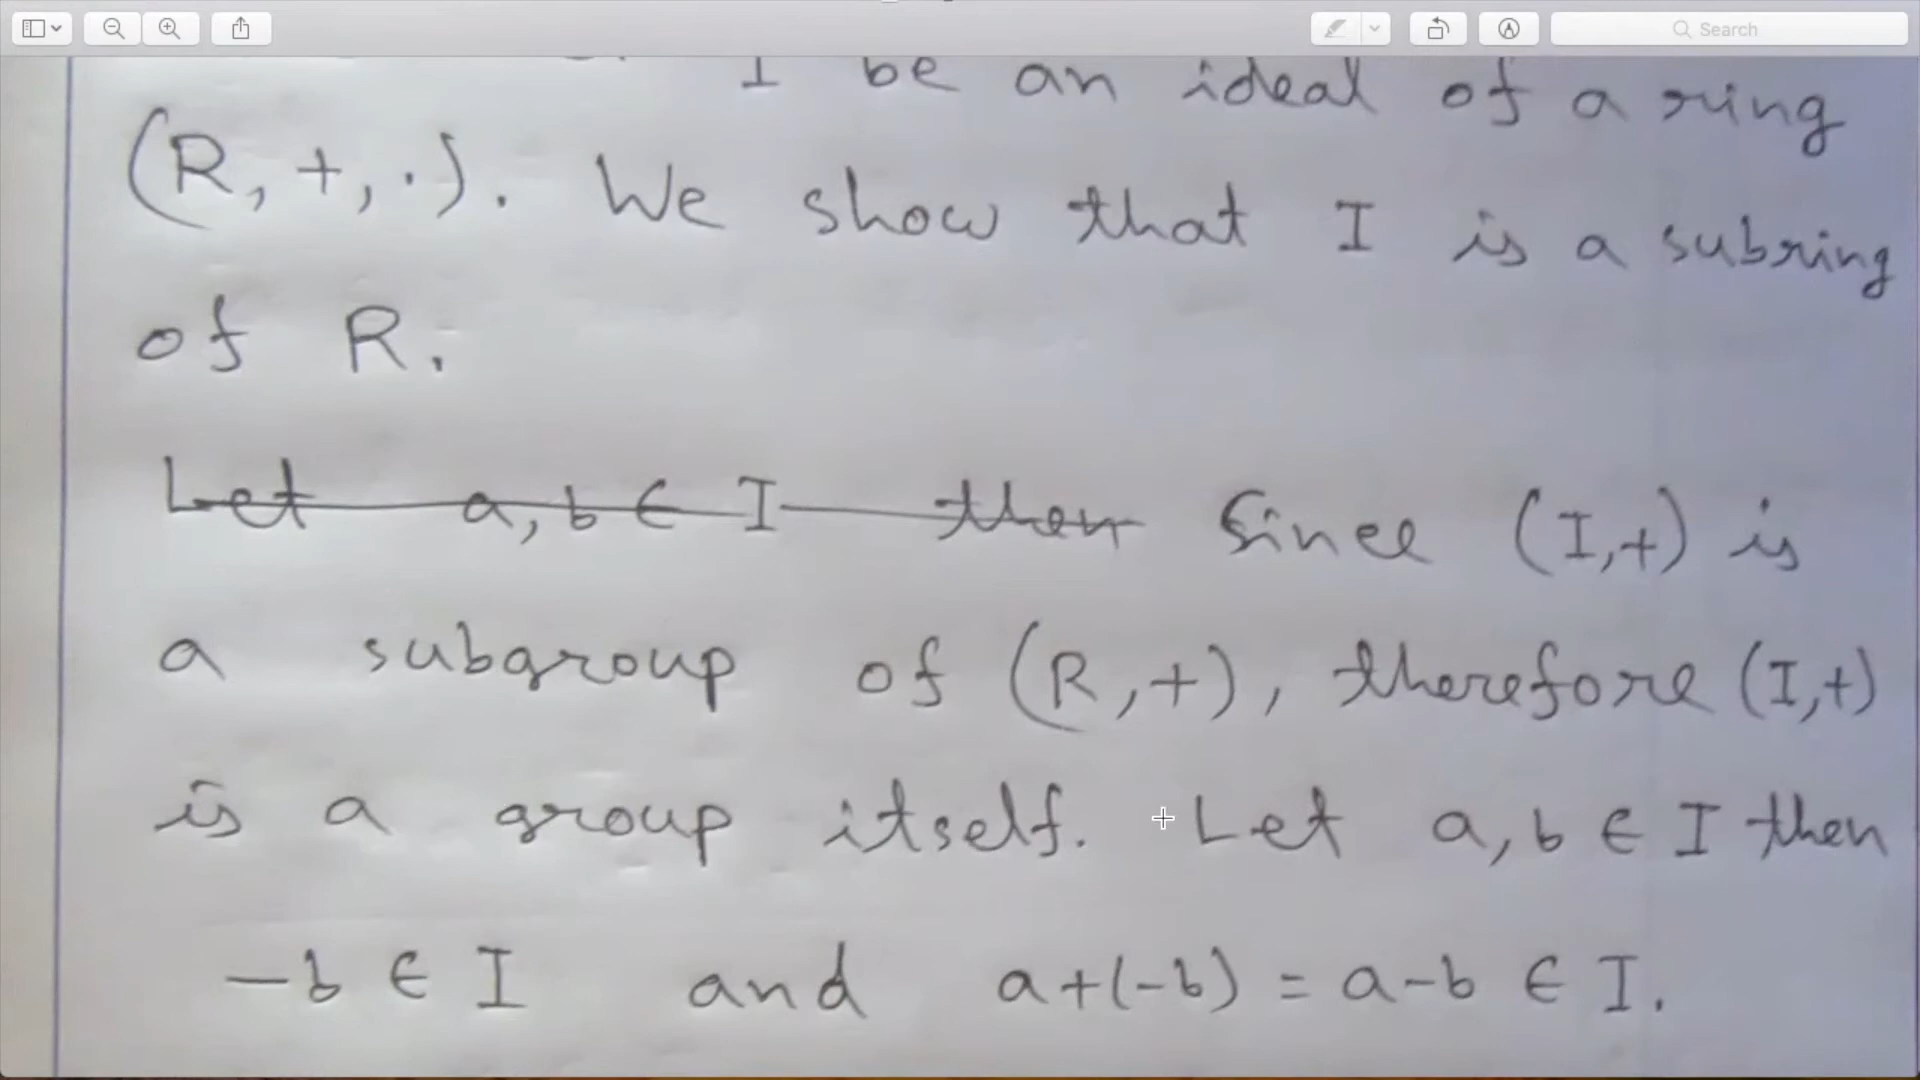 Search
I be an ideal of a ring
(R, +, ·). We show that I is a subring
of R.
Let a, b ∈ I then Since (I,+) is
a subgroup of (R,+), therefore (I,+)
is a group itself. Let a, b ∈ I then
-b ∈ I and a+(-b) = a-b ∈ I.